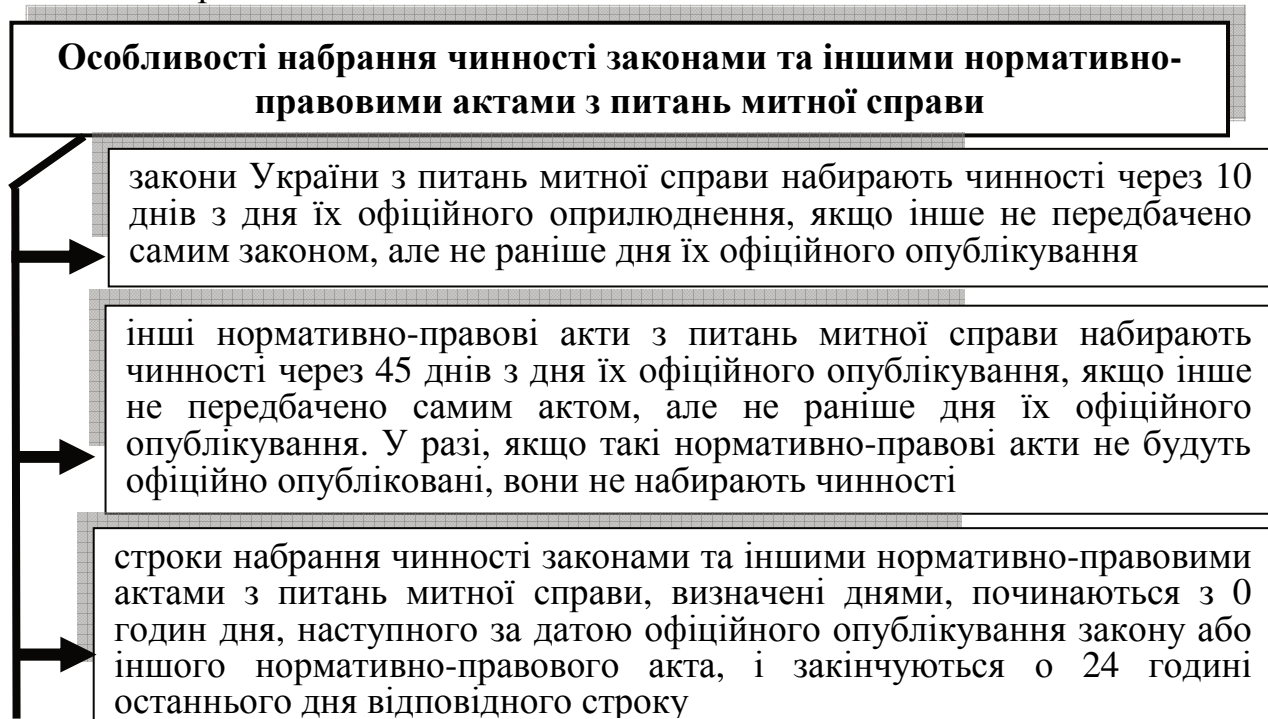 Особливості набрання чинності законами та іншими нормативно-
правовими актами з питань митної справи
закони України з питань митної справи набирають чинності через 10
днів з дня їх офіційного оприлюднення, якщо інше не передбачено
самим законом, але не раніше дня їх офіційного опублікування
інші нормативно-правові акти з питань митної справи набирають
чинності через 45 днів з дня їх офіційного опублікування, якщо інше
не передбачено самим актом, але не раніше дня їх офіційного
опублікування. У разі, якщо такі нормативно-правові акти не будуть
офіційно опубліковані, вони не набирають чинності
строки набрання чинності законами та іншими нормативно-правовими
актами з питань митної справи, визначені днями, починаються з 0
годин дня, наступного за датою офіційного опублікування закону або
іншого нормативно-правового акта, і закінчуються о 24 годині
останнього дня відповідного строку